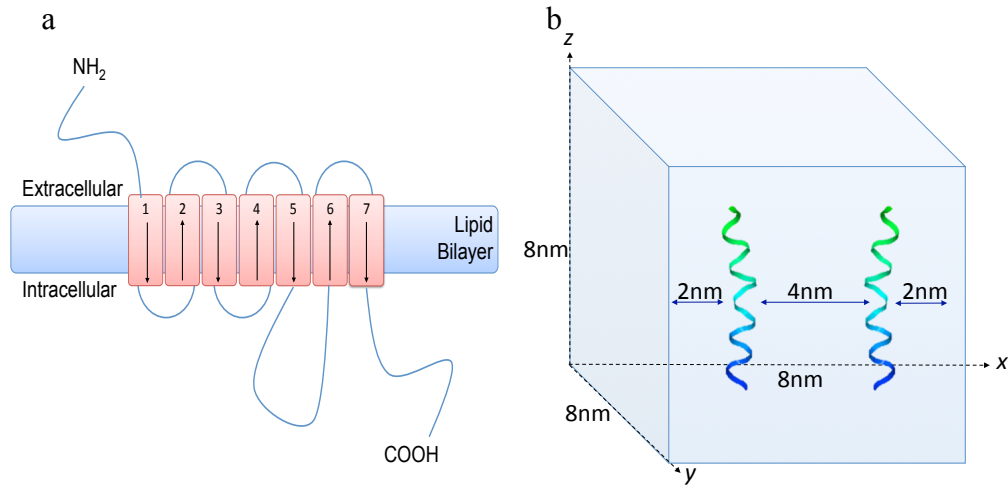 a
NH2
Extracellular
1 2 3 4 5 6 7
Lipid
Bilayer
Intracellular
COOH
b
z
8nm
2nm 4nm 2nm
x
8nm
8nm
y